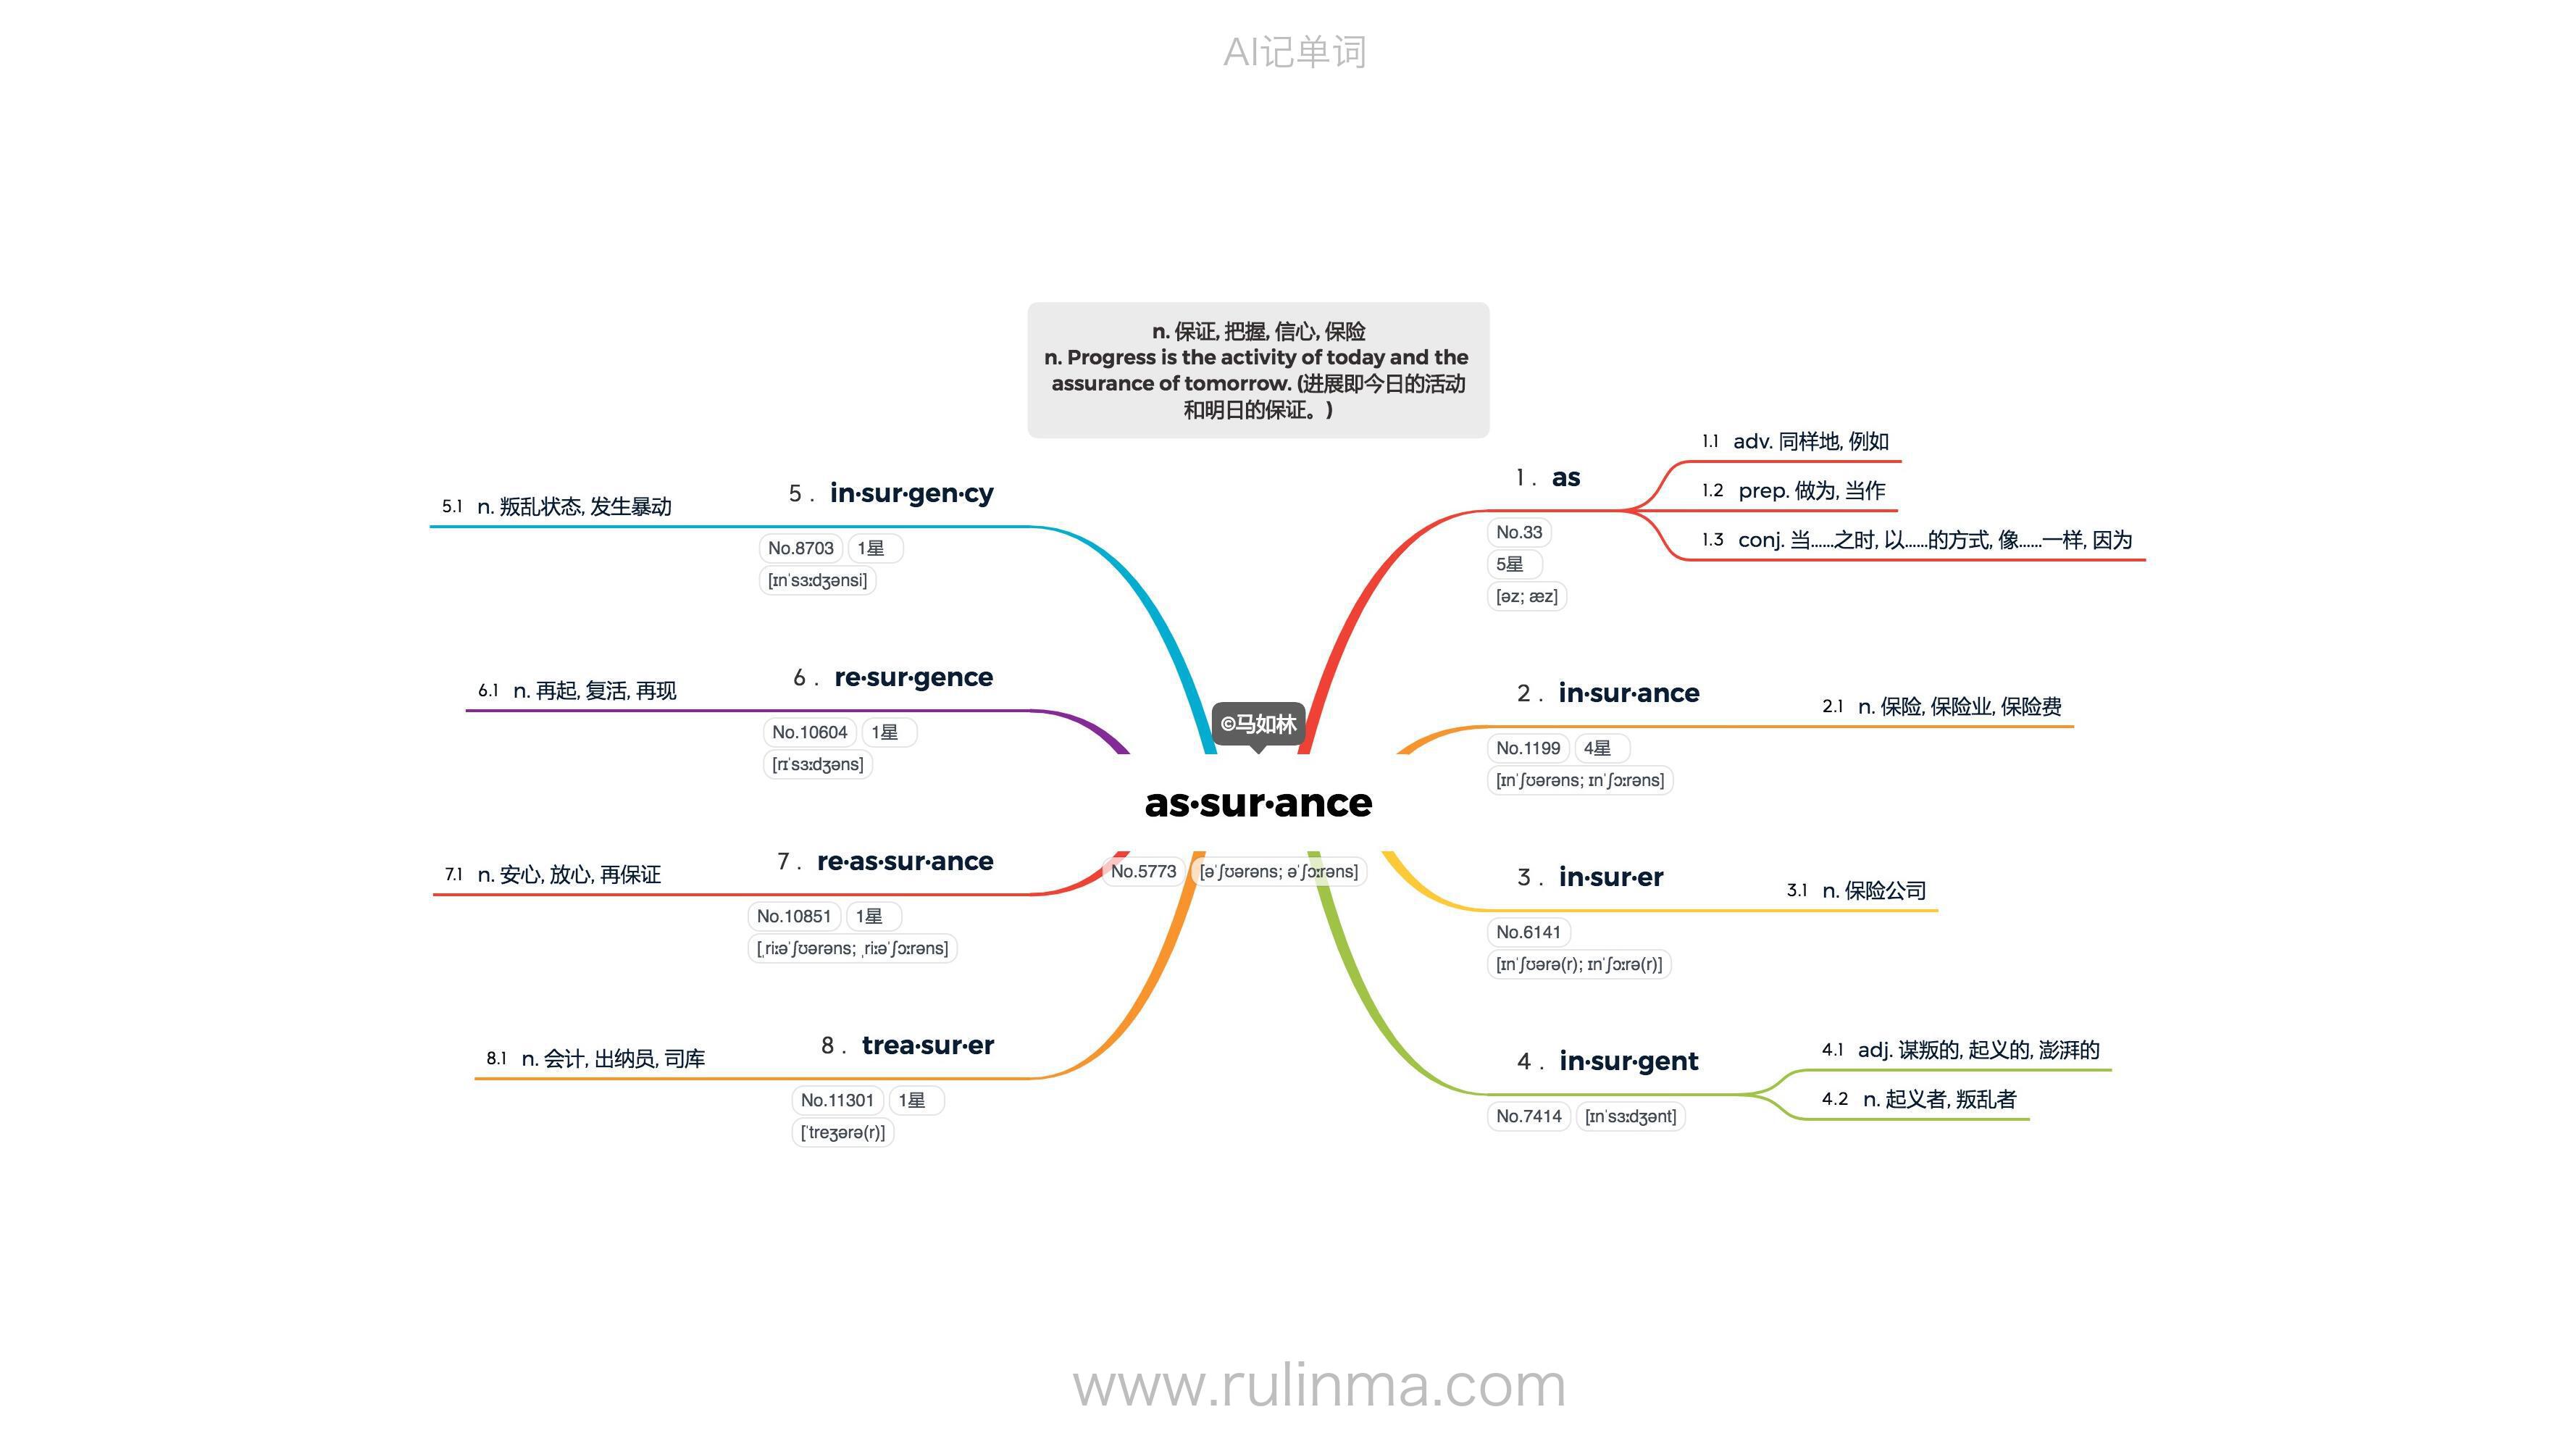 AI记单词
n. 保证, 把握, 信心, 保险
n. Progress is the activity of today and the
assurance of tomorrow. (进展即今日的活动
和明日的保证。)
©马如林
as·sur·ance
No.5773 [əˈʃʊərəns; əˈʃɔːrəns]
1 . as
No.33
5星
[əz; æz]
1.1 adv. 同样地, 例如
1.2 prep. 做为, 当作
1.3 conj. 当......之时, 以......的方式, 像......一样, 因为
2 . in·sur·ance
No.1199 4星
[ɪnˈʃʊərəns; ɪnˈʃɔːrəns]
2.1 n. 保险, 保险业, 保险费
3 . in·sur·er
No.6141
[ɪnˈʃʊərə(r); ɪnˈʃɔːrə(r)]
3.1 n. 保险公司
4 . in·sur·gent
No.7414 [ɪnˈsɜːdʒənt]
4.1 adj. 谋叛的, 起义的, 澎湃的
4.2 n. 起义者, 叛乱者
5 . in·sur·gen·cy
No.8703 1星
[ɪnˈsɜːdʒənsi]
5.1 n. 叛乱状态, 发生暴动
6 . re·sur·gence
No.10604 1星
[rɪˈsɜːdʒəns]
6.1 n. 再起, 复活, 再现
7 . re·as·sur·ance
No.10851 1星
[ˌriːəˈʃʊərəns; ˌriːəˈʃɔːrəns]
7.1 n. 安心, 放心, 再保证
8 . trea·sur·er
No.11301 1星
[ˈtreʒərə(r)]
8.1 n. 会计, 出纳员, 司库
www.rulinma.com